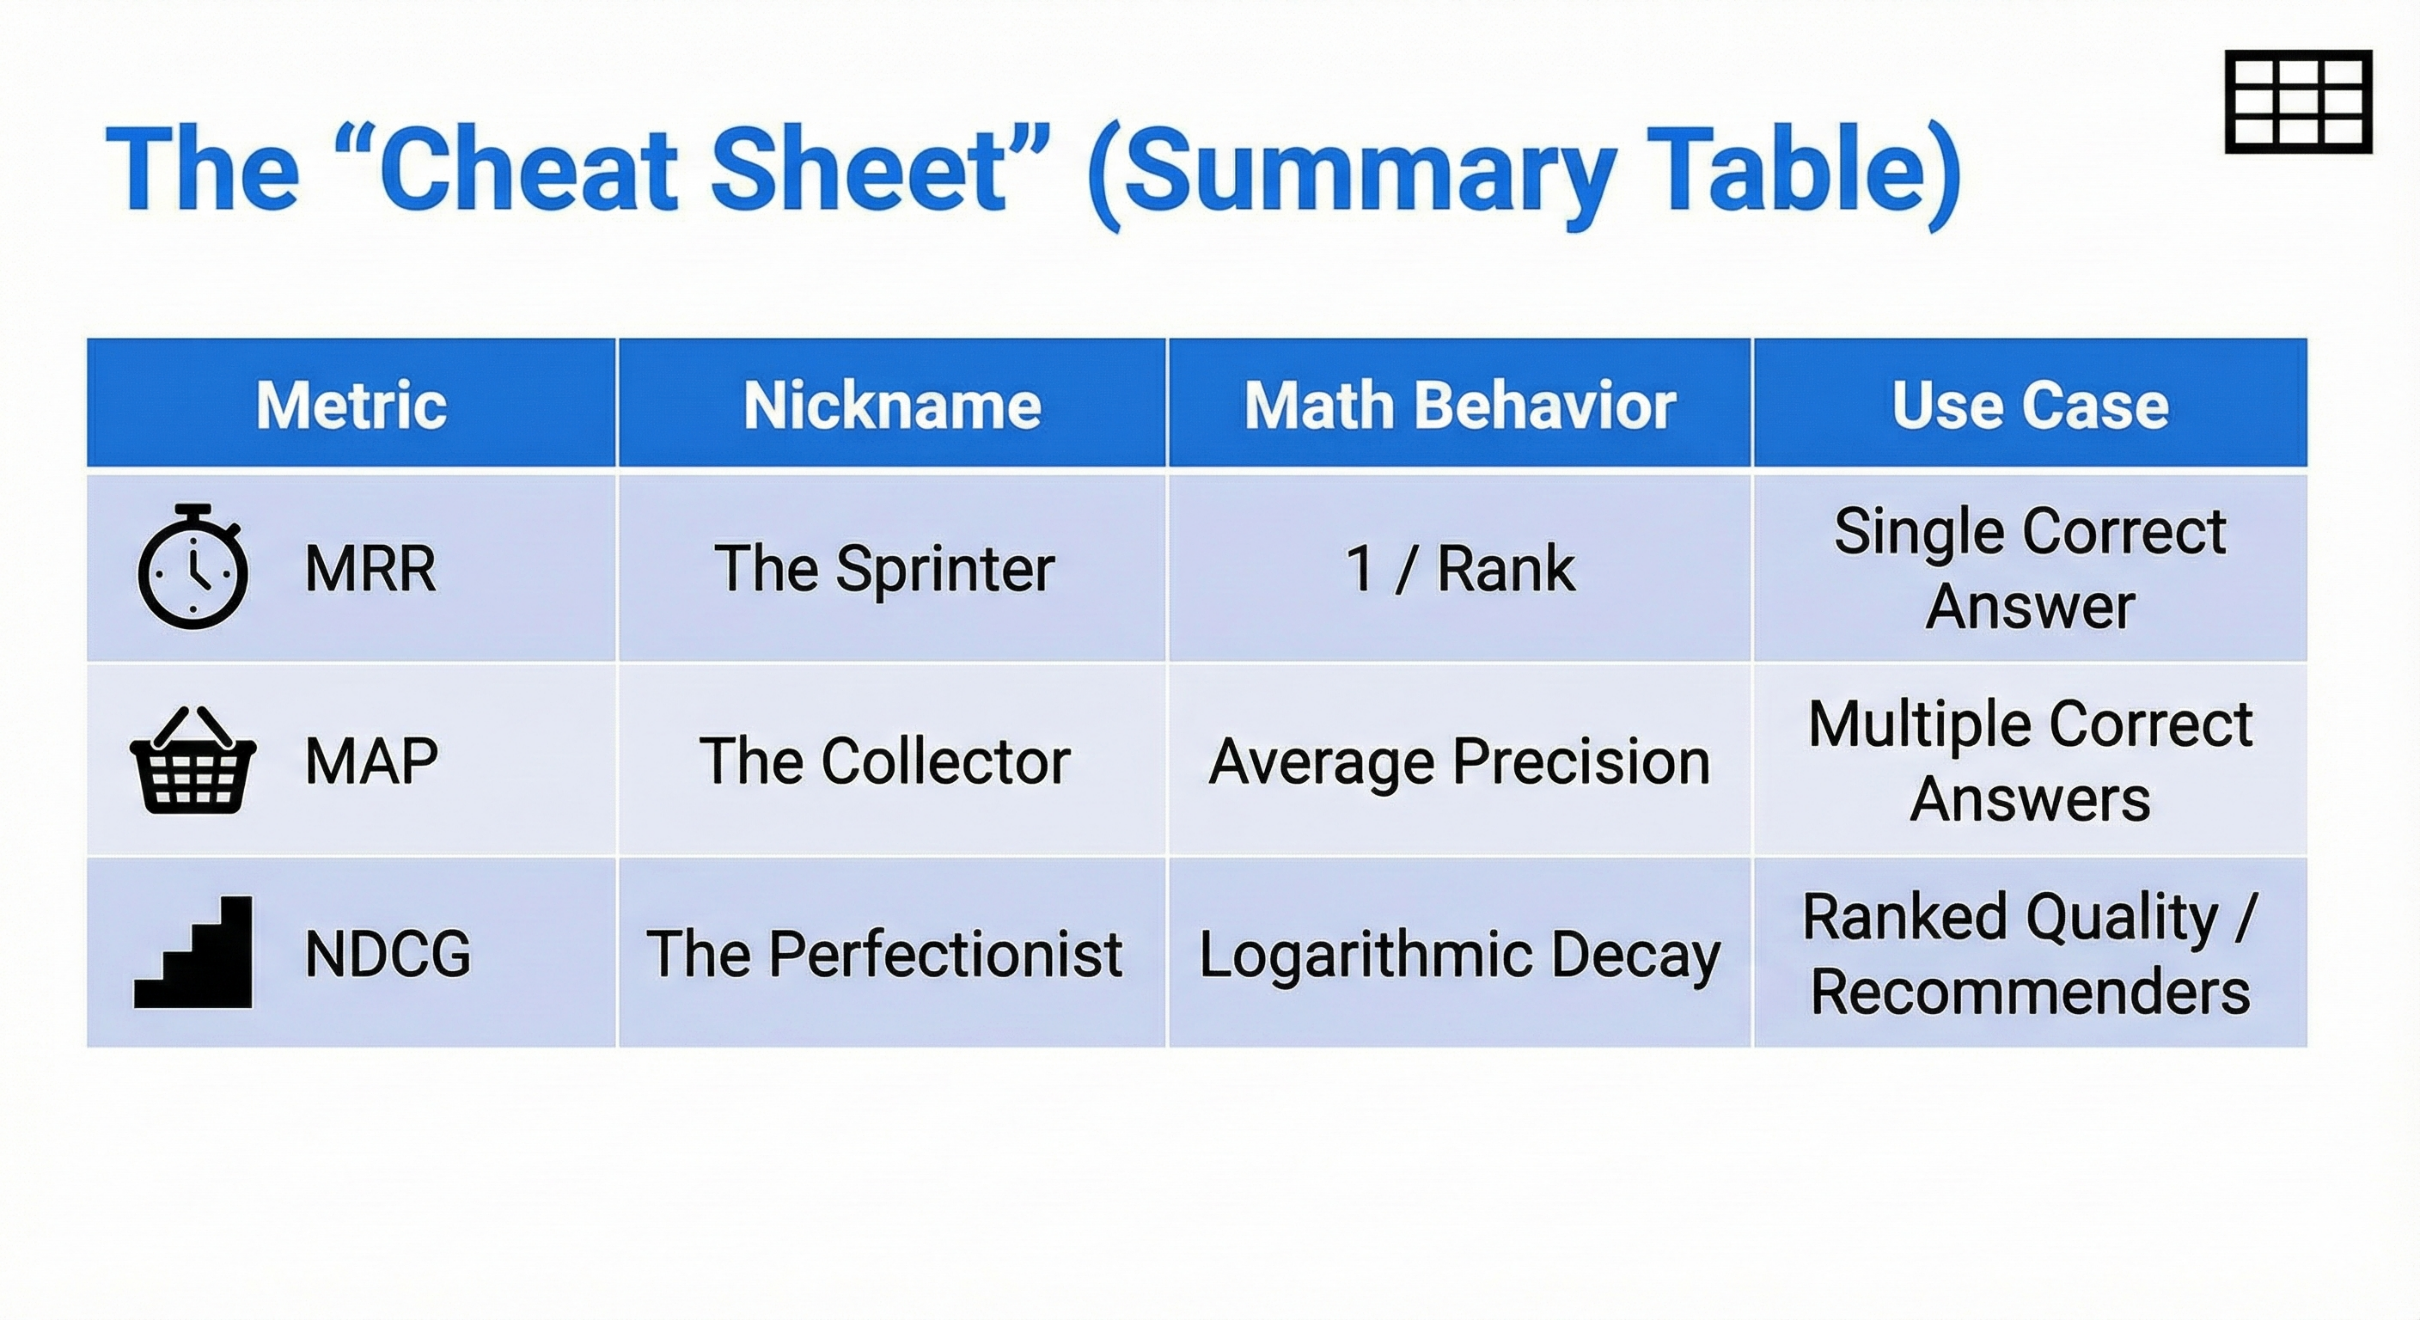 The “Cheat Sheet” (Summary Table)
Metric Nickname Math Behavior Use Case
MRR The Sprinter 1 / Rank Single Correct
Answer
MAP The Collector Average Precision Multiple Correct
Answers
NDCG The Perfectionist Logarithmic Decay Ranked Quality /
Recommenders